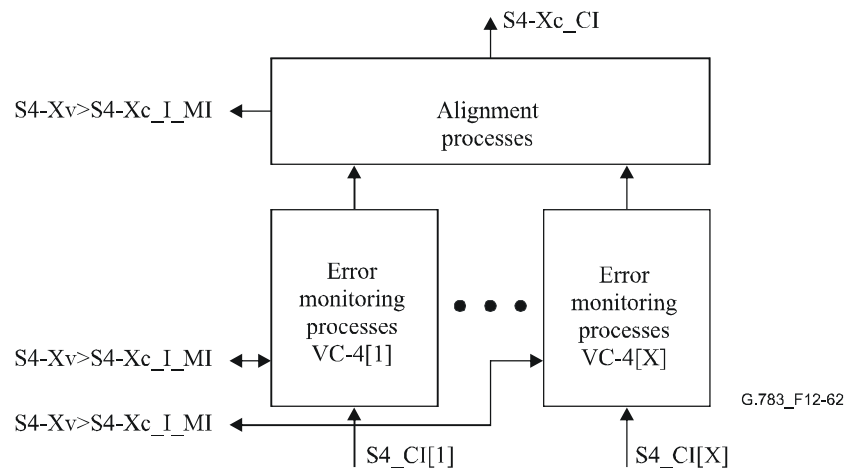 S4-Xc_CI
S4-Xv>S4-Xc_I_MI
Alignment
processes
Error
monitoring
processes
VC-4[1]
Error
monitoring
processes
VC-4[X]
S4-Xv>S4-Xc_I_MI
S4-Xv>S4-Xc_I_MI
G.783_F12-62
S4_CI[1]
S4_CI[X]